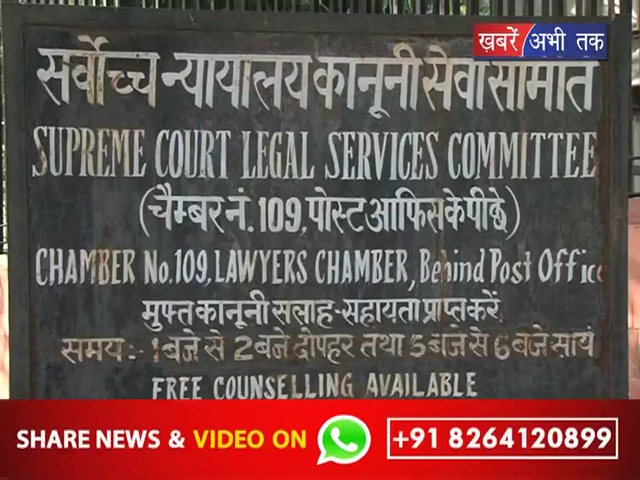 ख़बरें अभी तक
सर्वोच्च न्यायालय कानूनी सेवा समिति
SUPREME COURT LEGAL SERVICES COMMITTEE
(चैम्बर नं. 109, पोस्ट आफिस के पीछे)
CHAMBER No. 109, LAWYERS CHAMBER, Behind Post Office
मुफ्त कानूनी सलाह-सहायता प्राप्त करें
समय:- 1 बजे से 2 बजे दोपहर तथा 5 बजे से 6 बजे सायं
FREE COUNSELLING AVAILABLE
SHARE NEWS & VIDEO ON +91 8264120899